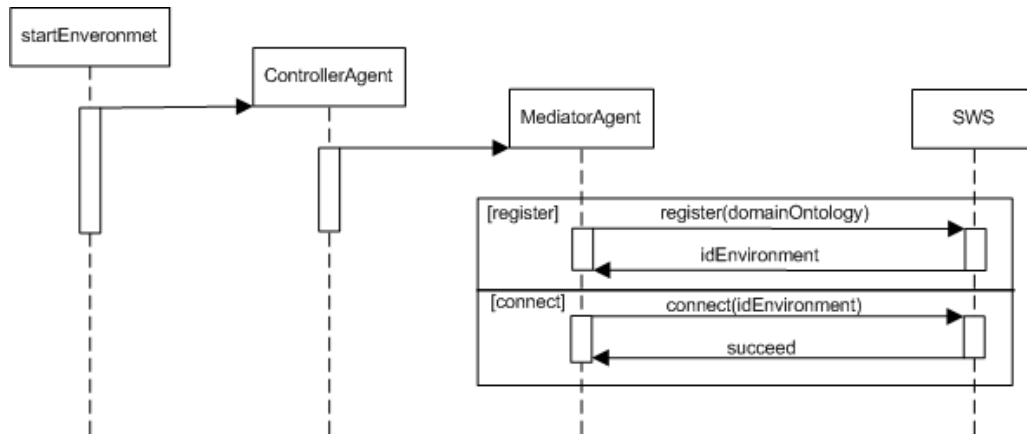 startEnveronmet
ControllerAgent
MediatorAgent
SWS
[register]
register(domainOntology)
idEnvironment
[connect]
connect(idEnvironment)
succeed